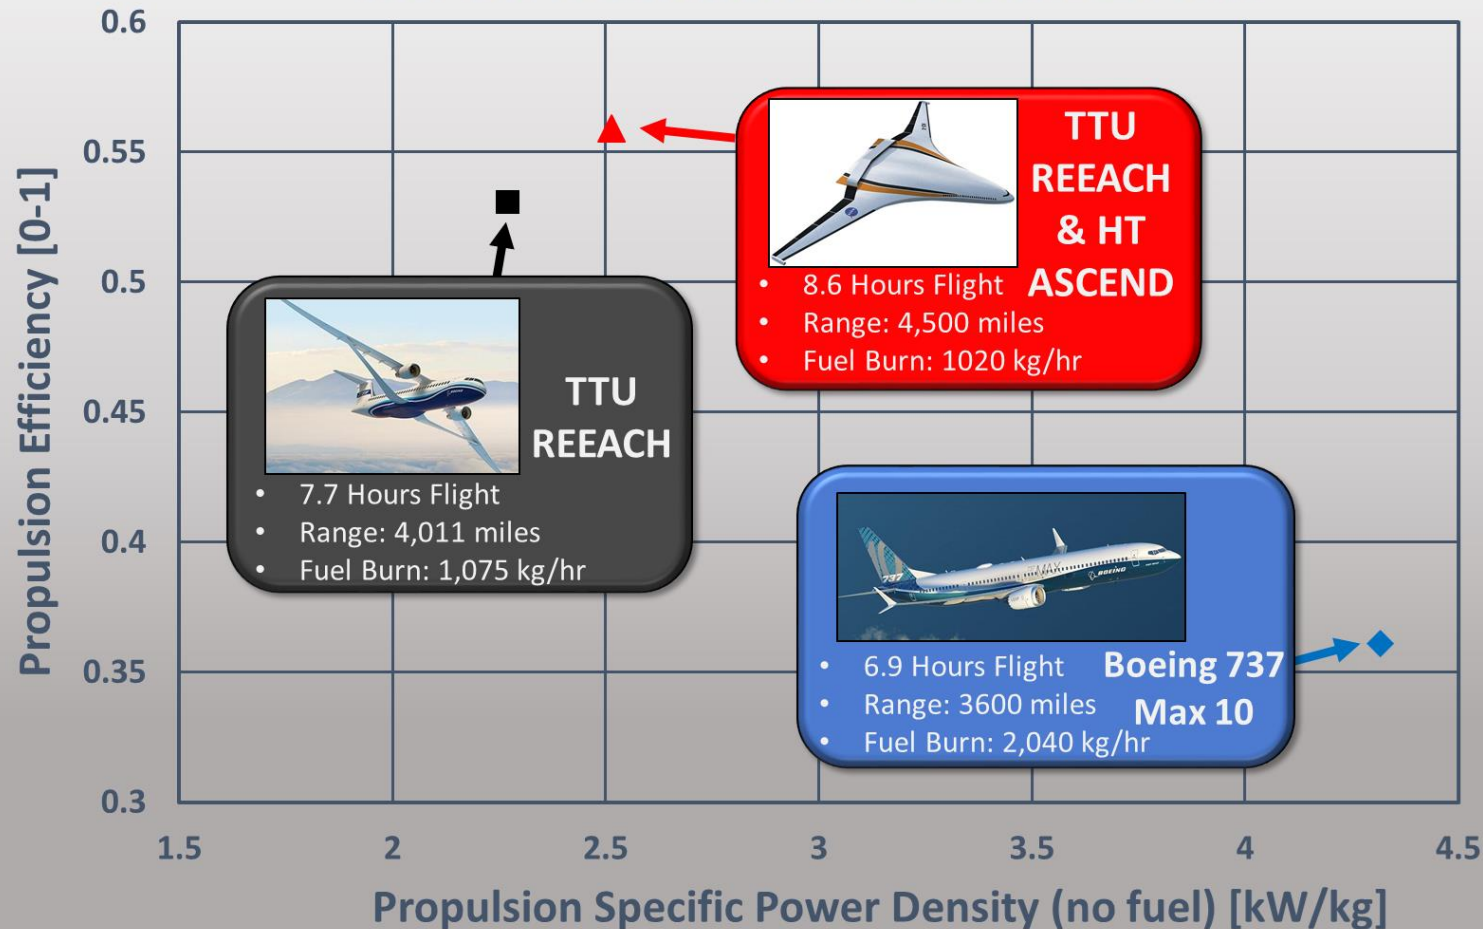 0.6
0.55
0.5
0.45
0.4
0.35
0.3
Propulsion Efficiency [0-1]
TTU
REEACH
& HT
ASCEND
• 8.6 Hours Flight
• Range: 4,500 miles
• Fuel Burn: 1020 kg/hr
TTU
REEACH
• 7.7 Hours Flight
• Range: 4,011 miles
• Fuel Burn: 1,075 kg/hr
MAX
BOEING
• 6.9 Hours Flight
• Range: 3600 miles
• Fuel Burn: 2,040 kg/hr
Boeing 737
Max 10
1.5 2 2.5 3 3.5 4 4.5
Propulsion Specific Power Density (no fuel) [kW/kg]